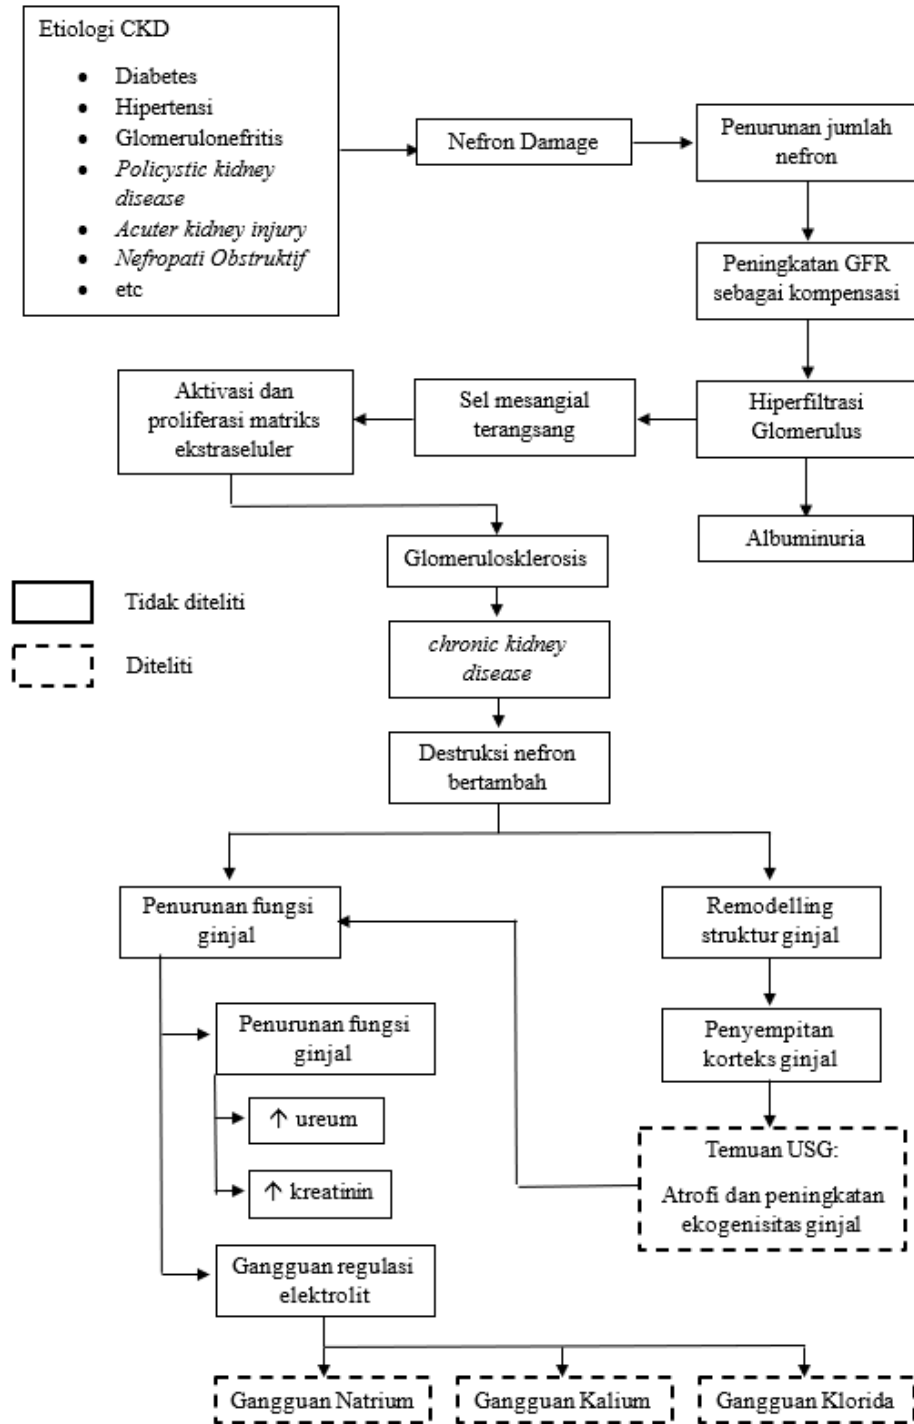 Etiologi CKD
• Diabetes
• Hipertensi
• Glomerulonefritis
• Policystic kidney
disease
• Acuter kidney injury
• Nefropati Obstruktif
• etc
Nefron Damage
Penurunan jumlah
nefron
Peningkatan GFR
sebagai kompensasi
Hiperfiltrasi
Glomerulus
Albuminuria
Sel mesangial
terangsang
Aktivasi dan
proliferasi matriks
ekstraseluler
Glomerulosklerosis
Tidak diteliti
Diteliti
chronic kidney
disease
Destruksi nefron
bertambah
Penurunan fungsi
ginjal
Remodelling
struktur ginjal
Penurunan fungsi
ginjal
↑ ureum
↑ kreatinin
Penyempitan
korteks ginjal
Temuan USG:
Atrofi dan peningkatan
ekogenisitas ginjal
Gangguan regulasi
elektrolit
Gangguan Natrium
Gangguan Kalium
Gangguan Klorida